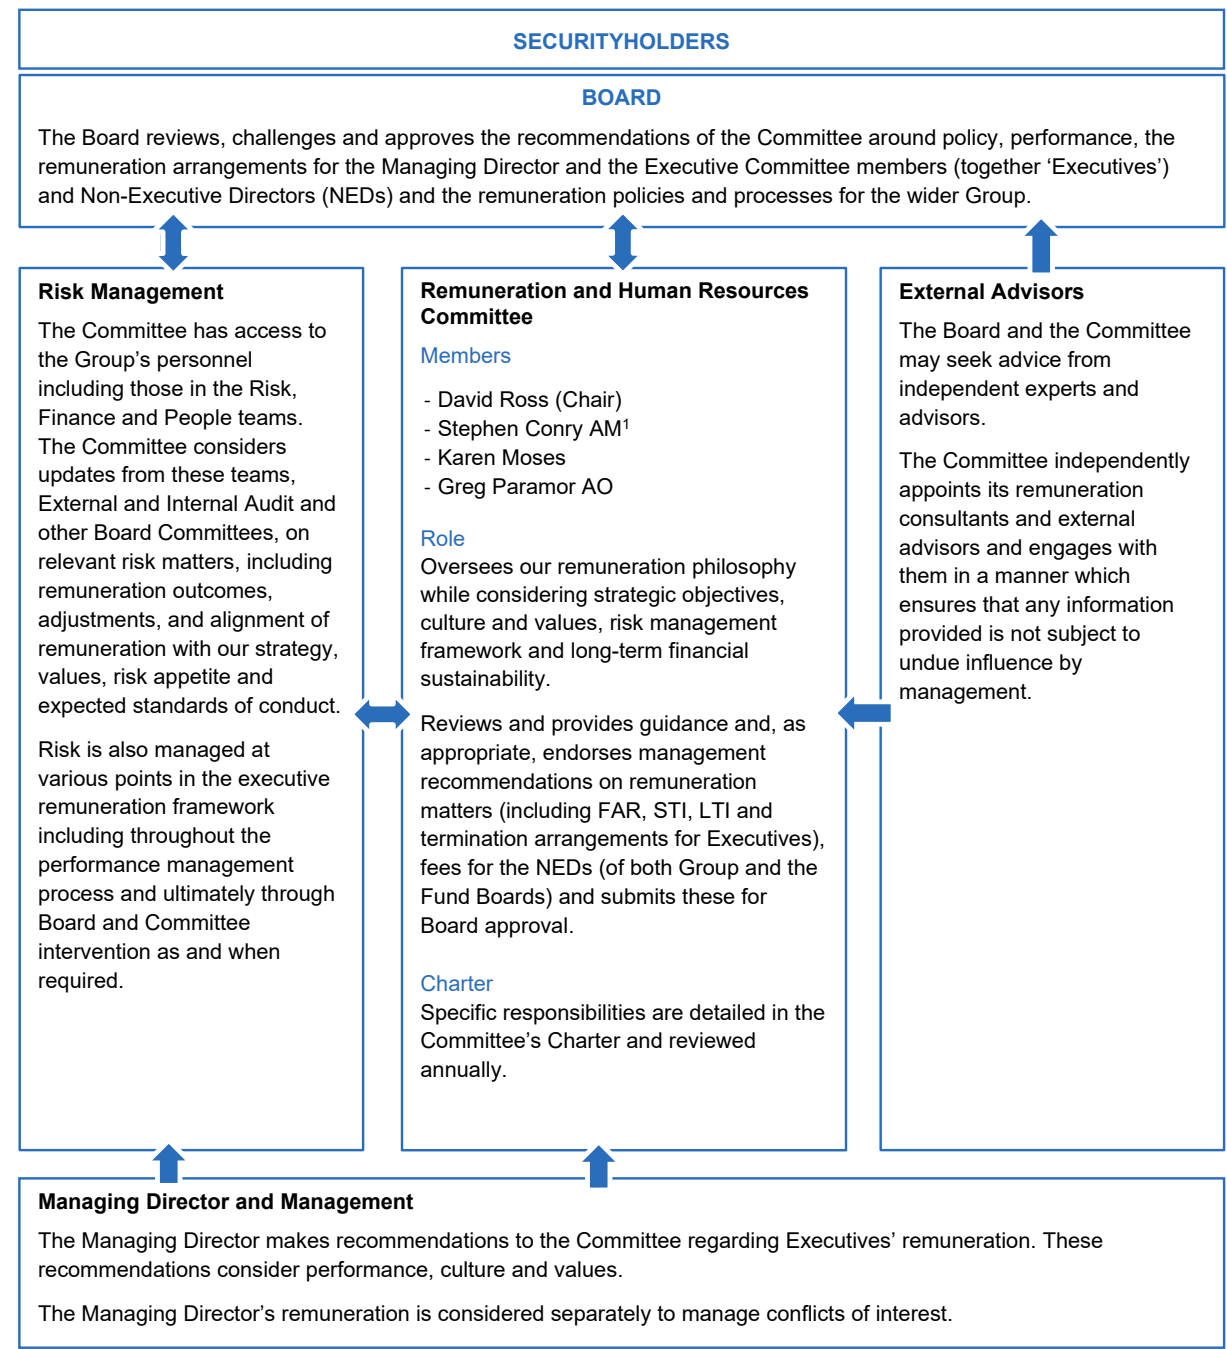 SECURITYHOLDERS
BOARD
The Board reviews, challenges and approves the recommendations of the Committee around policy, performance, the
remuneration arrangements for the Managing Director and the Executive Committee members (together ‘Executives’)
and Non-Executive Directors (NEDs) and the remuneration policies and processes for the wider Group.
Risk Management
The Committee has access to
the Group’s personnel
including those in the Risk,
Finance and People teams.
The Committee considers
updates from these teams,
External and Internal Audit and
other Board Committees, on
relevant risk matters, including
remuneration outcomes,
adjustments, and alignment of
remuneration with our strategy,
values, risk appetite and
expected standards of conduct.
Risk is also managed at
various points in the executive
remuneration framework
including throughout the
performance management
process and ultimately through
Board and Committee
intervention as and when
required.
Remuneration and Human Resources
Committee
Members
- David Ross (Chair)
- Stephen Conry AM¹
- Karen Moses
- Greg Paramor AO
Role
Oversees our remuneration philosophy
while considering strategic objectives,
culture and values, risk management
framework and long-term financial
sustainability.
Reviews and provides guidance and, as
appropriate, endorses management
recommendations on remuneration
matters (including FAR, STI, LTI and
termination arrangements for Executives),
fees for the NEDs (of both Group and the
Fund Boards) and submits these for
Board approval.
Charter
Specific responsibilities are detailed in the
Committee’s Charter and reviewed
annually.
External Advisors
The Board and the Committee
may seek advice from
independent experts and
advisors.
The Committee independently
appoints its remuneration
consultants and external
advisors and engages with
them in a manner which
ensures that any information
provided is not subject to
undue influence by
management.
Managing Director and Management
The Managing Director makes recommendations to the Committee regarding Executives’ remuneration. These
recommendations consider performance, culture and values.
The Managing Director’s remuneration is considered separately to manage conflicts of interest.